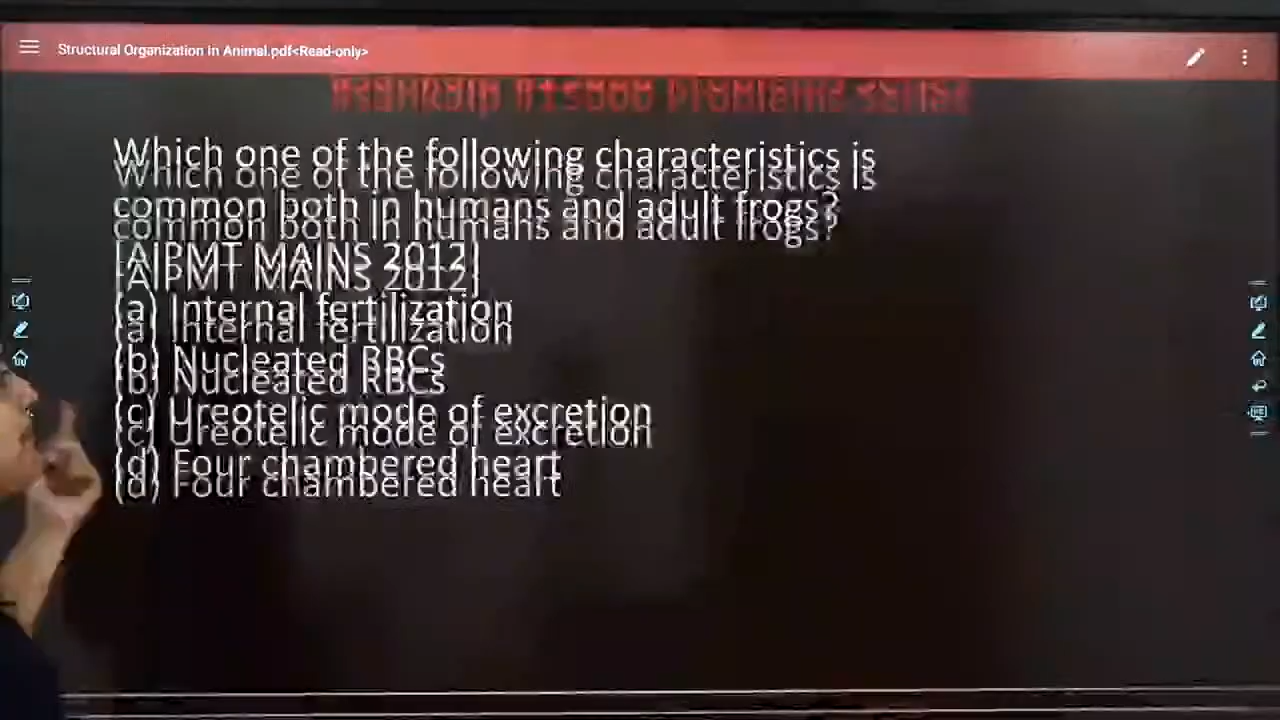 Structural Organization in Animal.pdf<Read-only>
Which one of the following characteristics is
common both in humans and adult frogs?
[AIPMT MAINS 2012]
(a) Internal fertilization
(b) Nucleated RBCs
(c) Ureotelic mode of excretion
(d) Four chambered heart